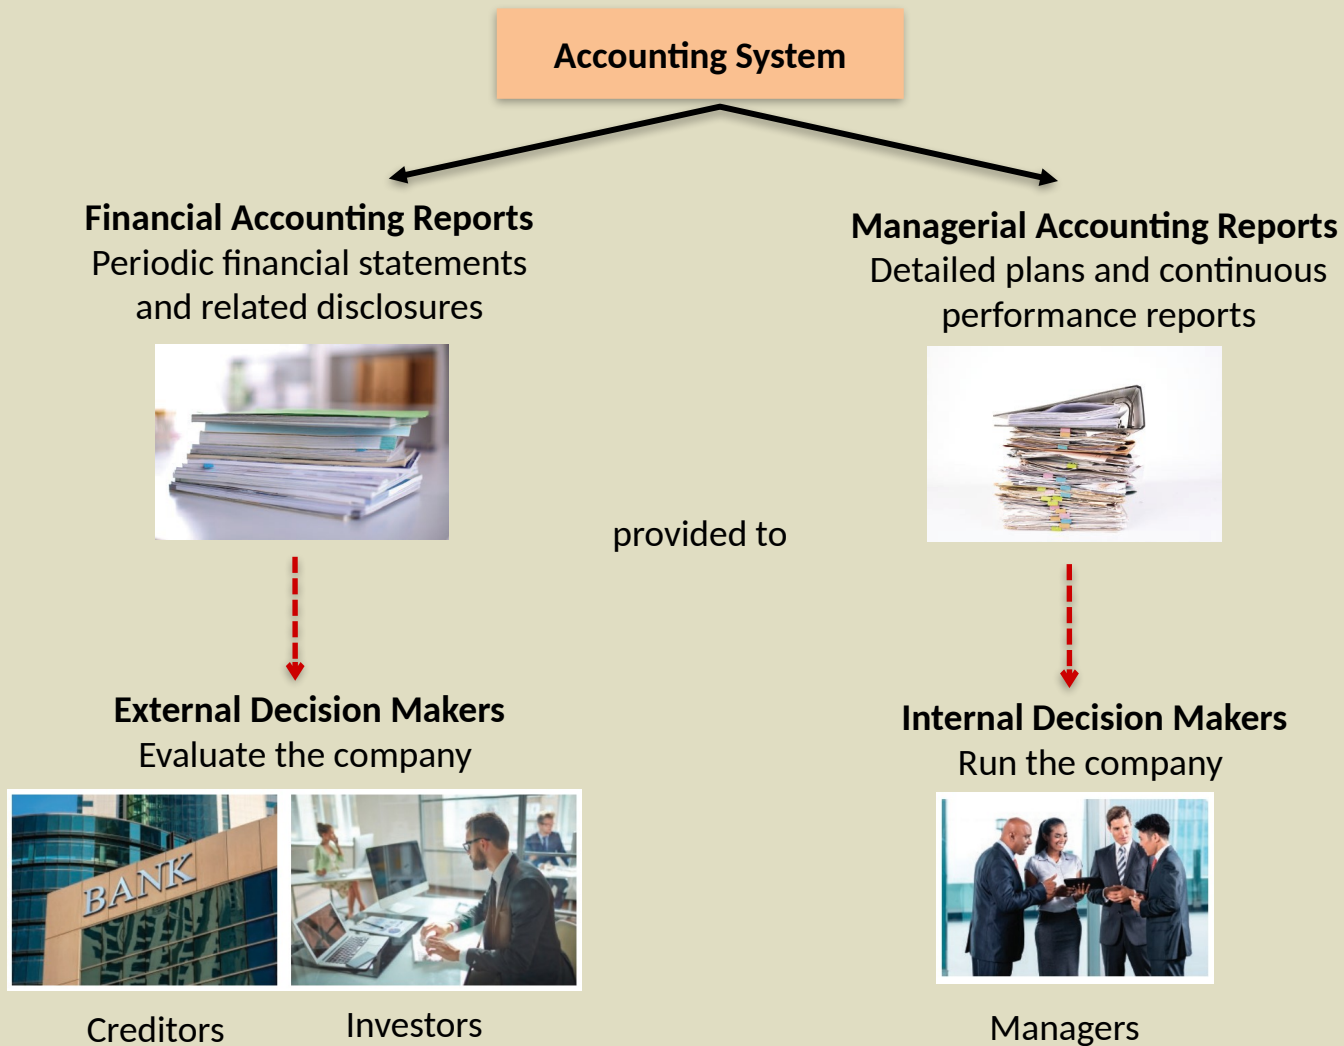 Accounting System
Financial Accounting Reports
Periodic financial statements
and related disclosures
Managerial Accounting Reports
Detailed plans and continuous
performance reports
provided to
External Decision Makers
Evaluate the company
Internal Decision Makers
Run the company
BANK
Creditors
Investors
Managers